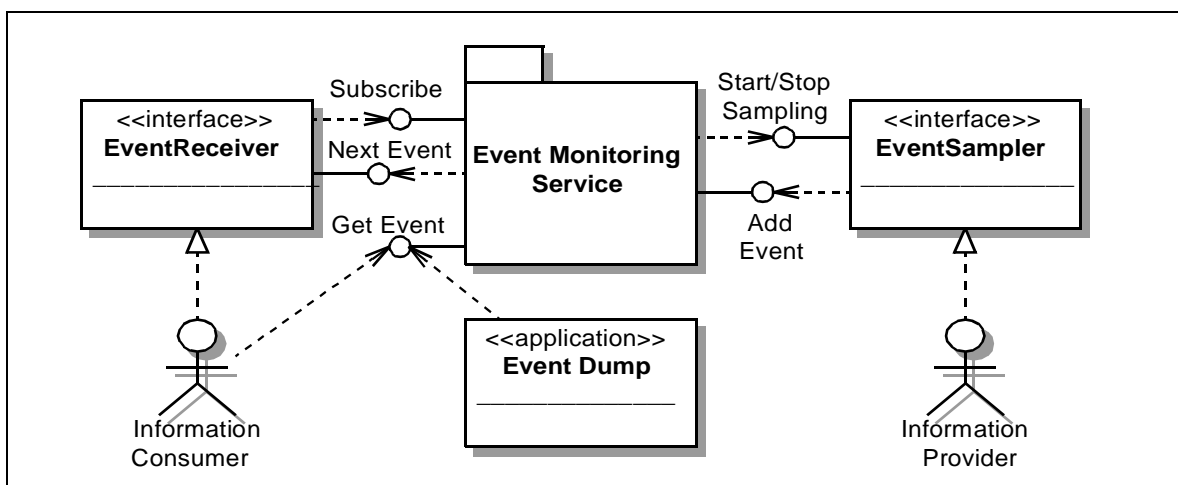 Subscribe
<<interface>>
EventReceiver
Next Event
Get Event
Event Monitoring
Service
Start/Stop
Sampling
Add
Event
<<interface>>
EventSampler
<<application>>
Event Dump
Information
Consumer
Information
Provider